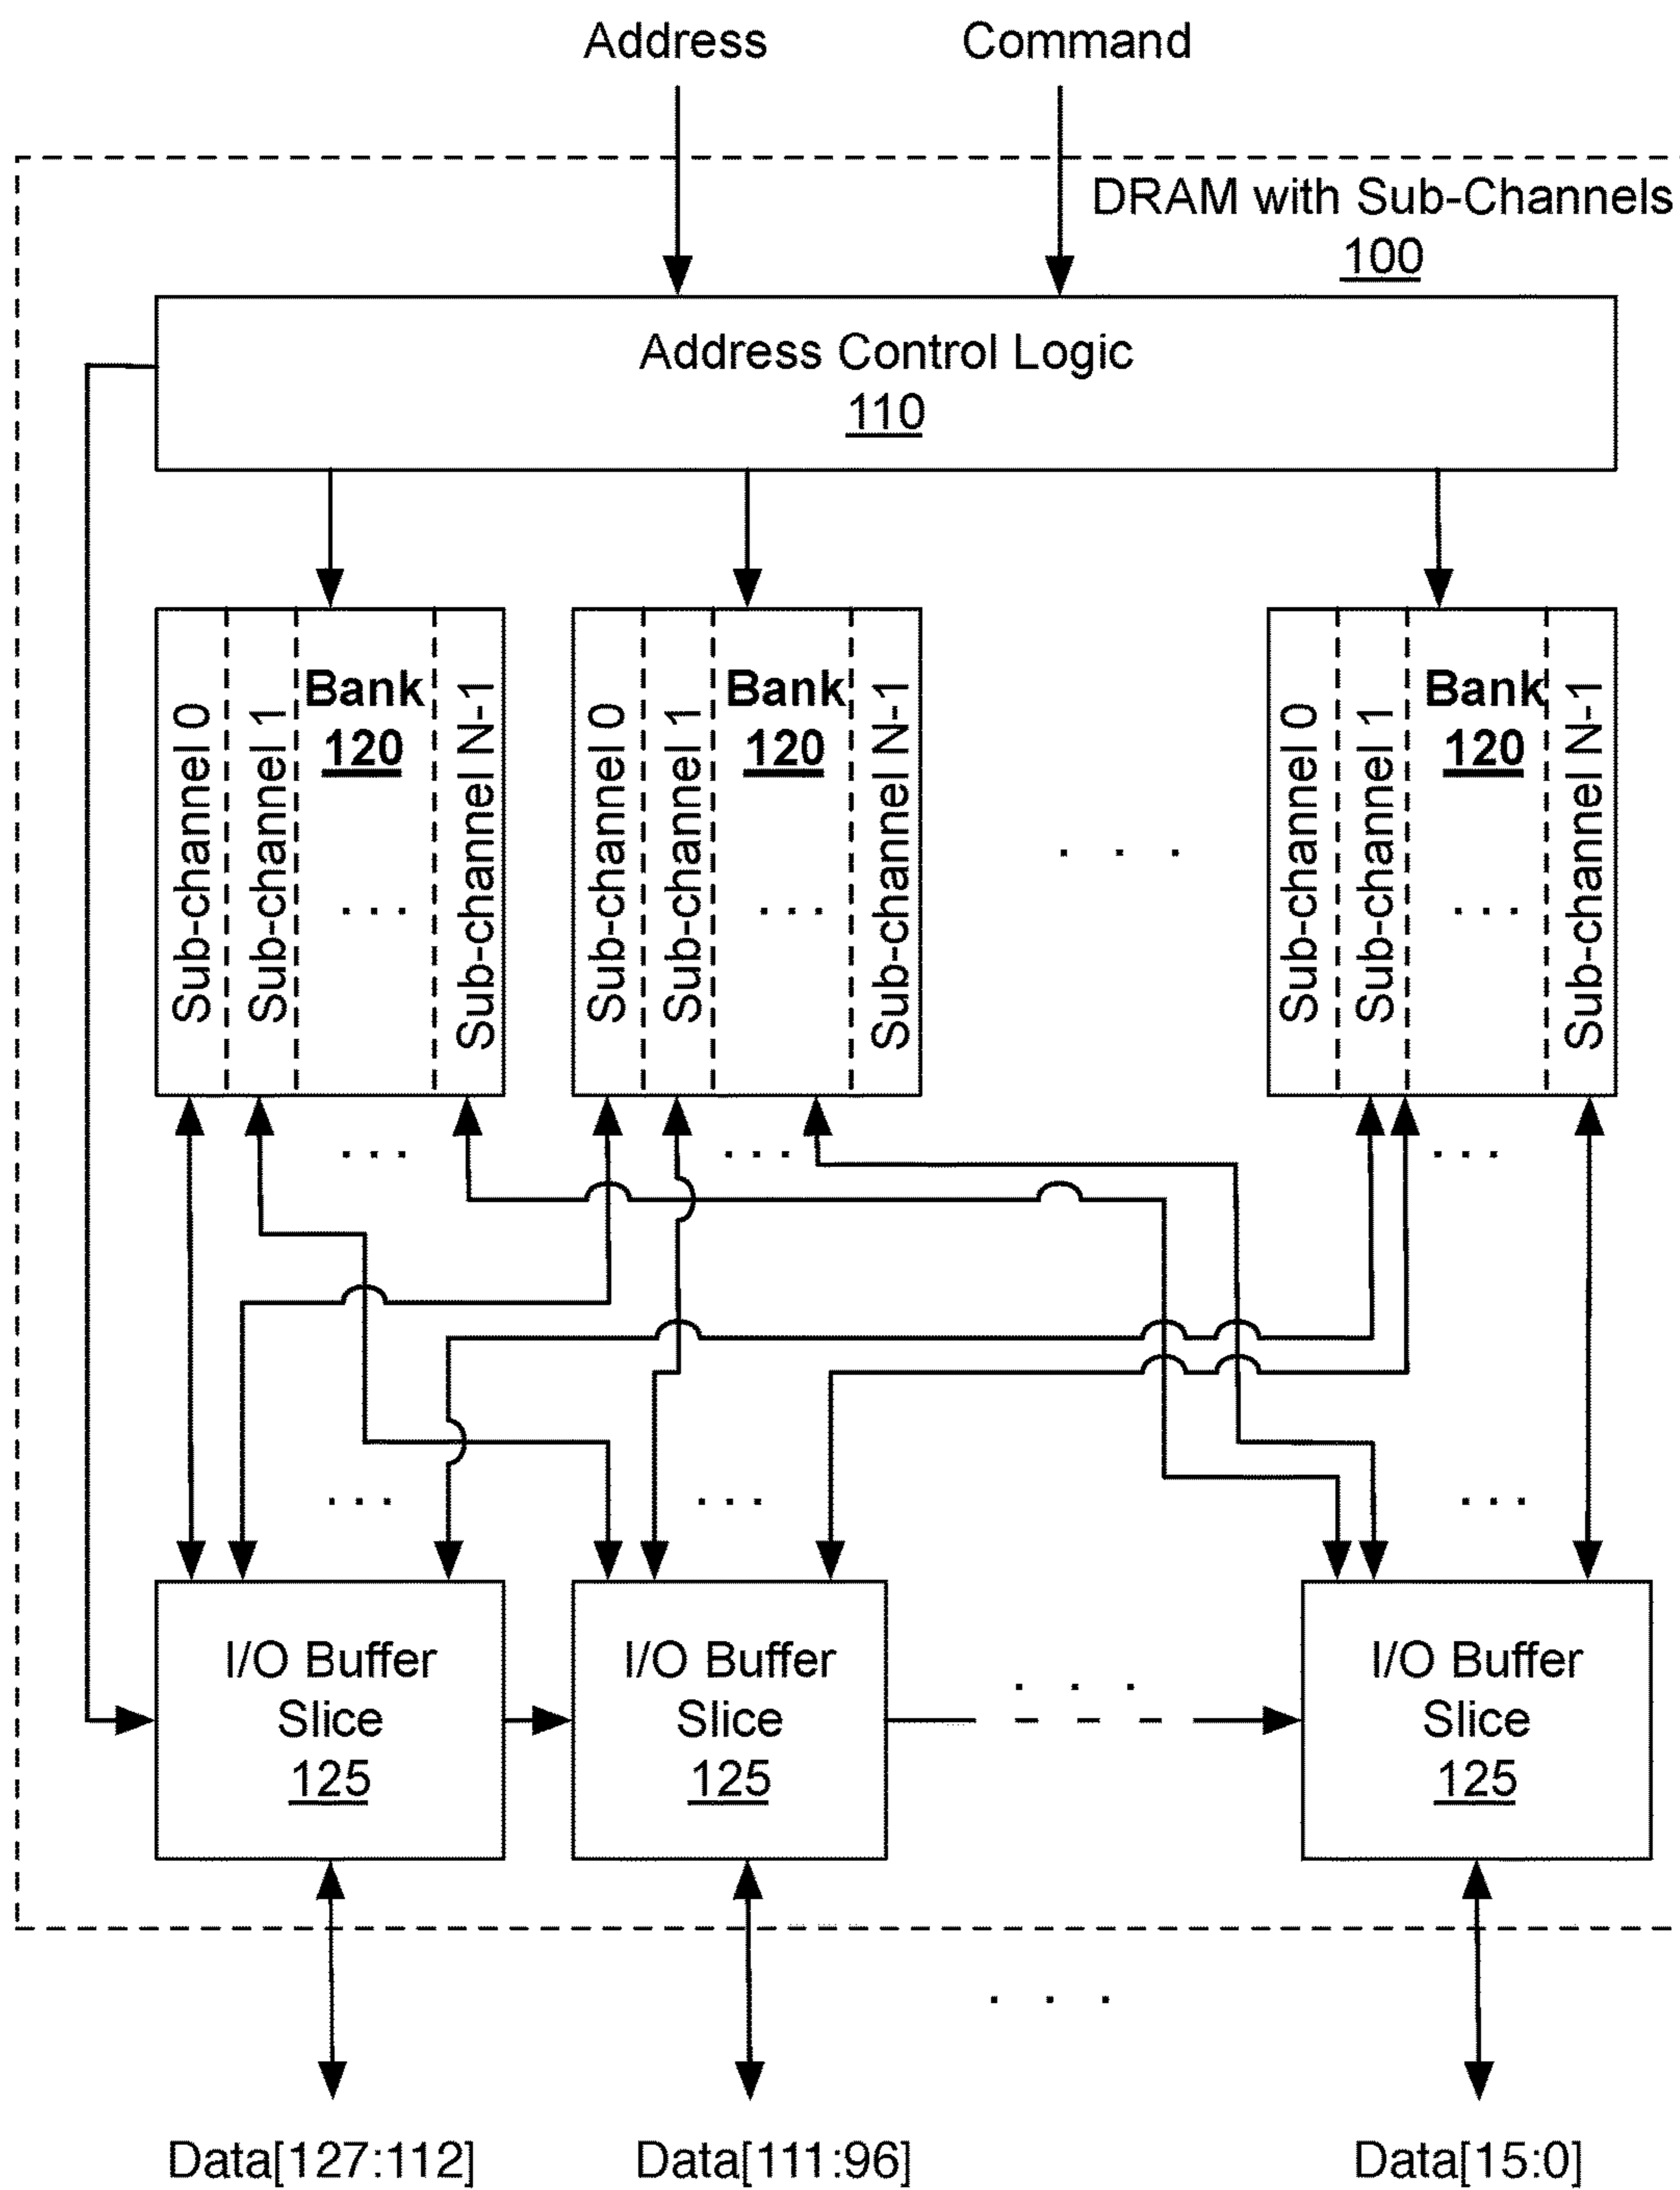 Address
Command
DRAM with Sub-Channels
100
Address Control Logic
110
Sub-channel 0
Sub-channel 1
Bank
120
. . .
Sub-channel N-1
Sub-channel 0
Sub-channel 1
Bank
120
. . .
Sub-channel N-1
. . .
Sub-channel 0
Sub-channel 1
Bank
120
. . .
Sub-channel N-1
. . .
. . .
. . .
. . .
. . .
. . .
I/O Buffer
Slice
125
I/O Buffer
Slice
125
. . .
I/O Buffer
Slice
125
. . .
Data[127:112]
Data[111:96]
Data[15:0]